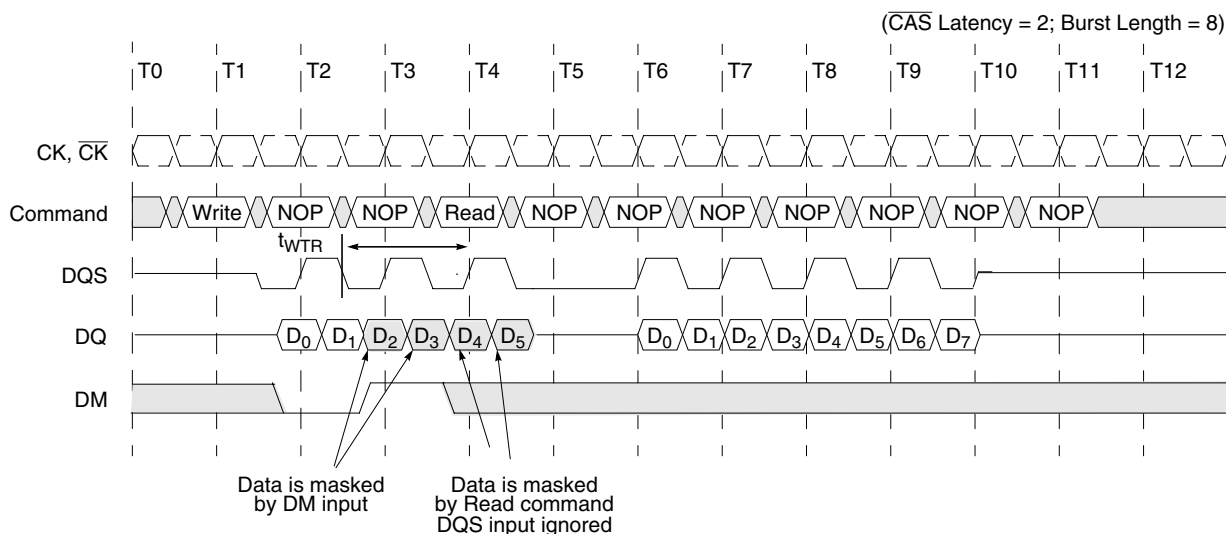 (C̅A̅S̅ Latency = 2; Burst Length = 8)
T0 T1 T2 T3 T4 T5 T6 T7 T8 T9 T10 T11 T12
CK, C̅K̅
Command Write NOP NOP Read NOP NOP NOP NOP NOP NOP NOP
tWTR
DQS
DQ D0 D1 D2 D3 D4 D5 D0 D1 D2 D3 D4 D5 D6 D7
DM
Data is masked
by DM input
Data is masked
by Read command
DQS input ignored